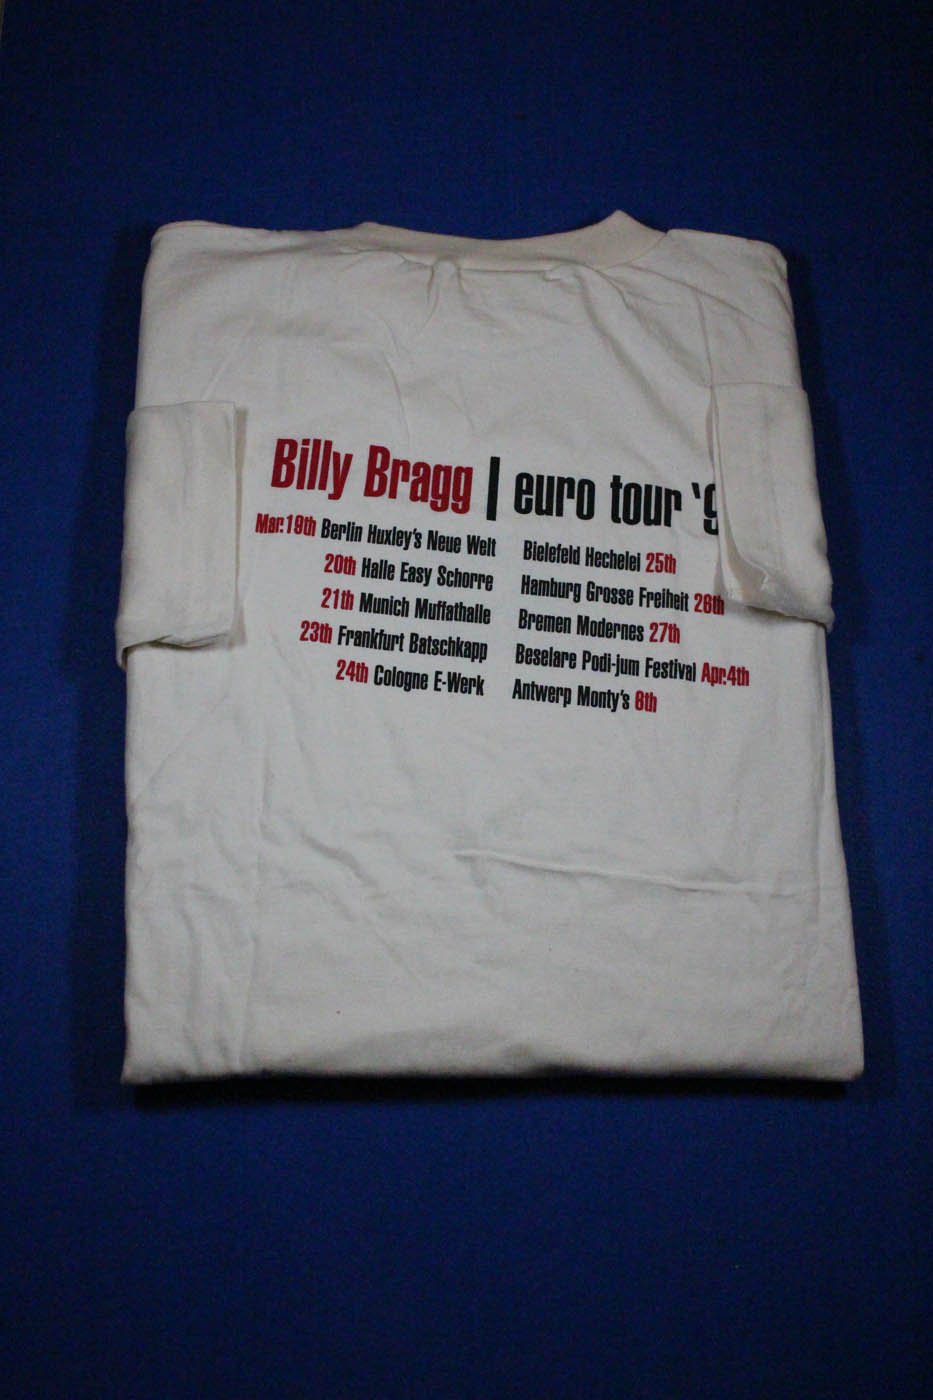 Billy Bragg | euro tour '9
Mar.19th Berlin Huxley's Neue Welt
20th Halle Easy Schorre
21th Munich Muffathalle
23th Frankfurt Batschkapp
24th Cologne E-Werk
Bielefeld Hechelei 25th
Hamburg Grosse Freiheit 26th
Bremen Modernes 27th
Beselare Podi-jum Festival Apr.4th
Antwerp Monty's 6th